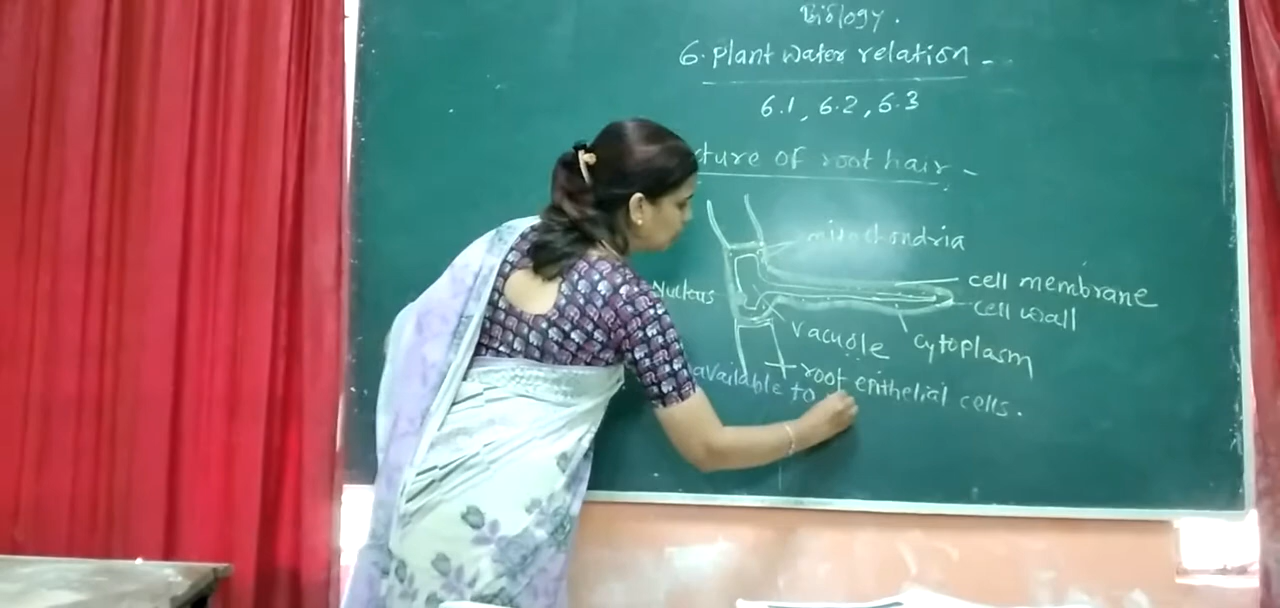 Biology.
6. Plant water relation -
6.1, 6.2, 6.3
cture of root hair -
mitochondria
cell membrane
Nucleus
cell wall
vacuole
cytoplasm
root epithelial cells.
available to